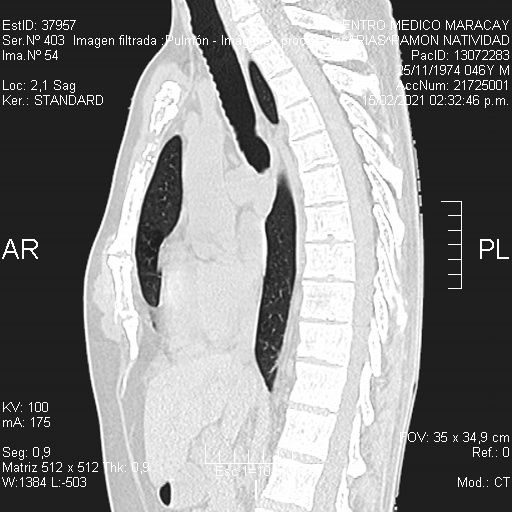 EstID: 37957
CENTRO MEDICO MARACAY
Ser.Nº 403 Imagen filtrada :Pulmón -
ARIAS^RAMON NATIVIDAD
Ima.Nº 54
PacID: 13072283
25/11/1974 046Y M
Loc: 2,1 Sag
AccNum: 21725001
Ker.: STANDARD
15/02/2021 02:32:46 p.m.
AR
PL
KV: 100
mA: 175
FOV: 35 x 34,9 cm
Seg: 0,9
Ref.: 0
Matriz 512 x 512 Thk: 0,9
W:1384 L:-503
Mod.: CT